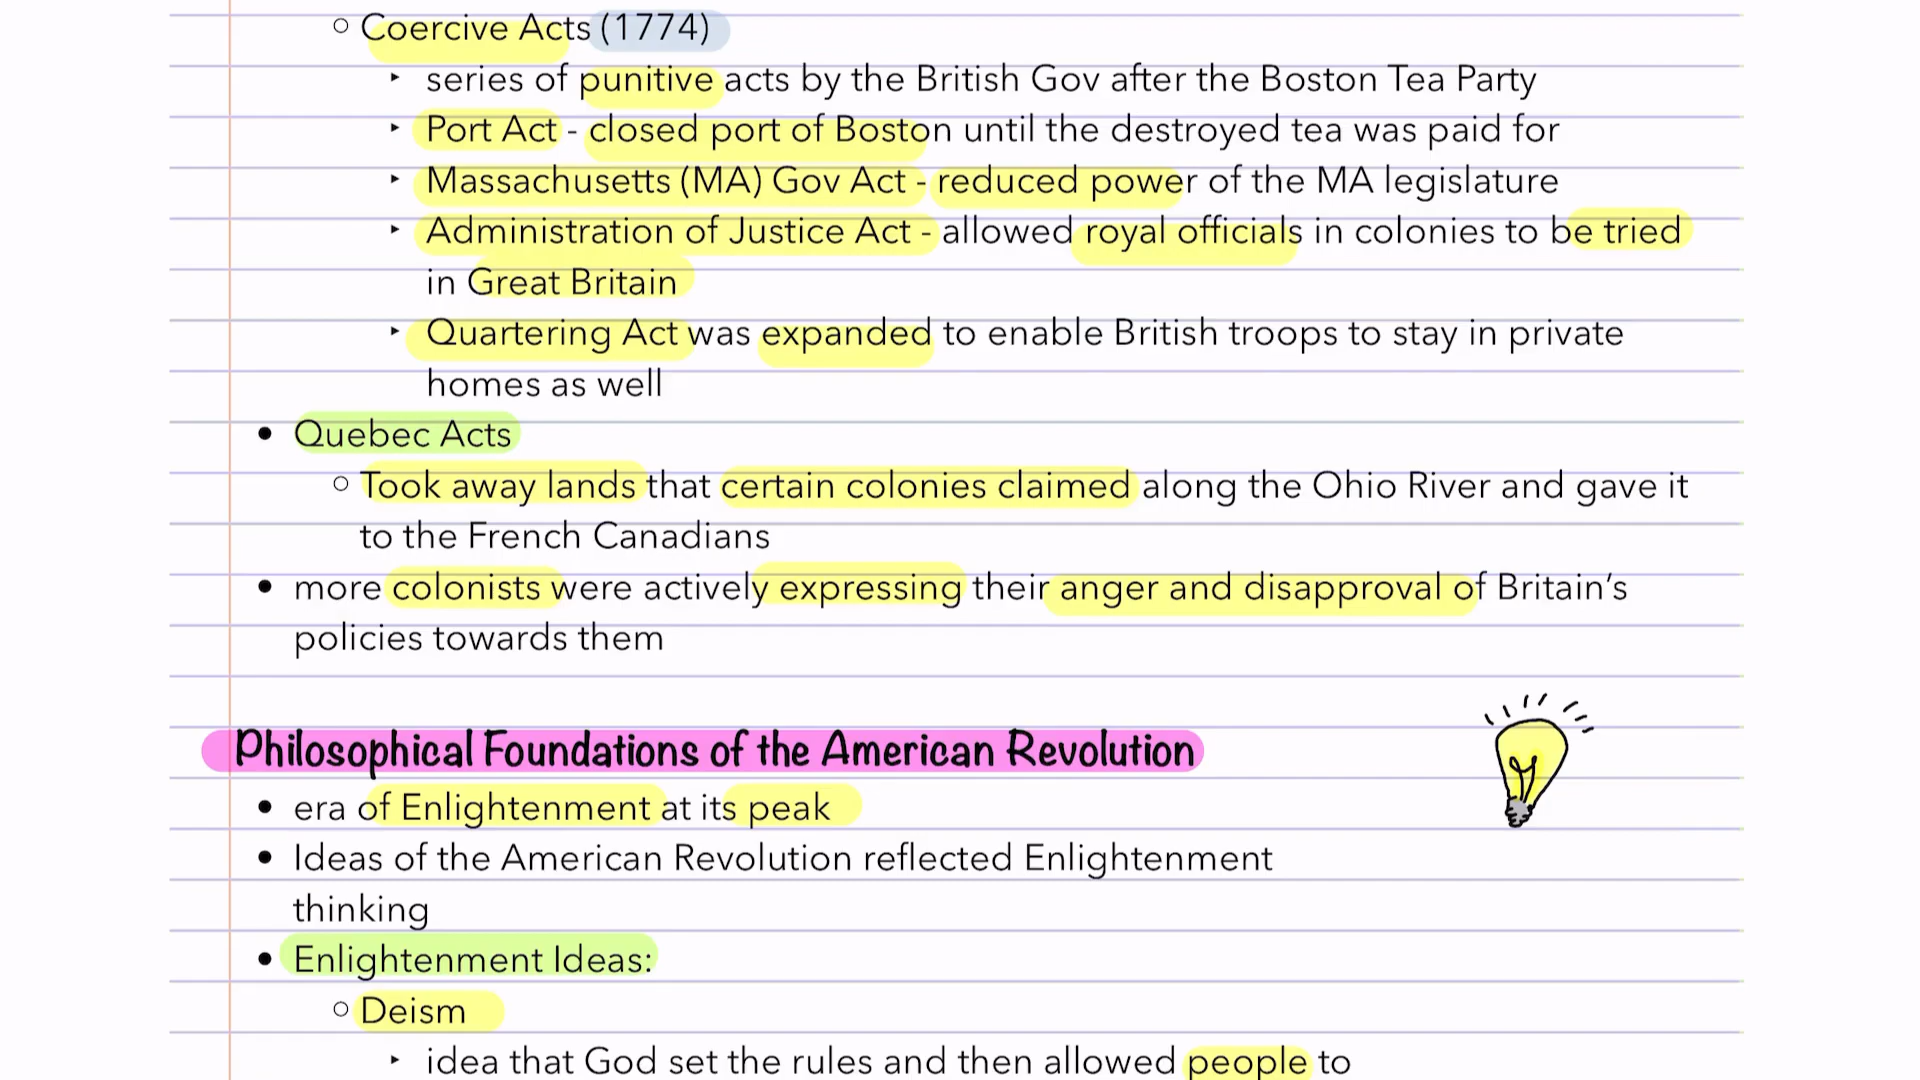 ○ Coercive Acts (1774)
‣ series of punitive acts by the British Gov after the Boston Tea Party
‣ Port Act - closed port of Boston until the destroyed tea was paid for
‣ Massachusetts (MA) Gov Act - reduced power of the MA legislature
‣ Administration of Justice Act - allowed royal officials in colonies to be tried
in Great Britain
‣ Quartering Act was expanded to enable British troops to stay in private
homes as well
• Quebec Acts
○ Took away lands that certain colonies claimed along the Ohio River and gave it
to the French Canadians
• more colonists were actively expressing their anger and disapproval of Britain's
policies towards them
Philosophical Foundations of the American Revolution
• era of Enlightenment at its peak
• Ideas of the American Revolution reflected Enlightenment
thinking
• Enlightenment Ideas:
○ Deism
‣ idea that God set the rules and then allowed people to